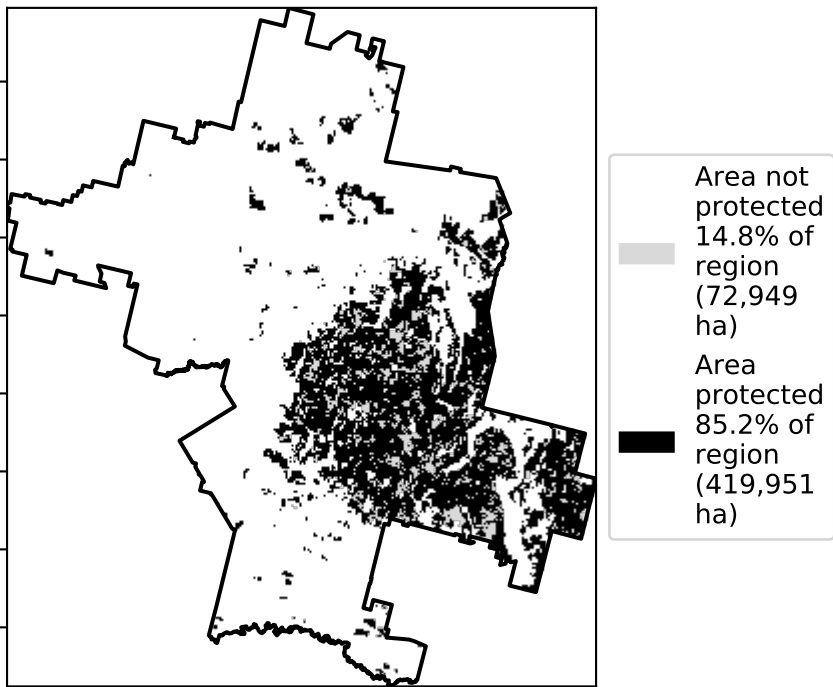 Area not
protected
14.8% of
region
(72,949
ha)
Area
protected
85.2% of
region
(419,951
ha)